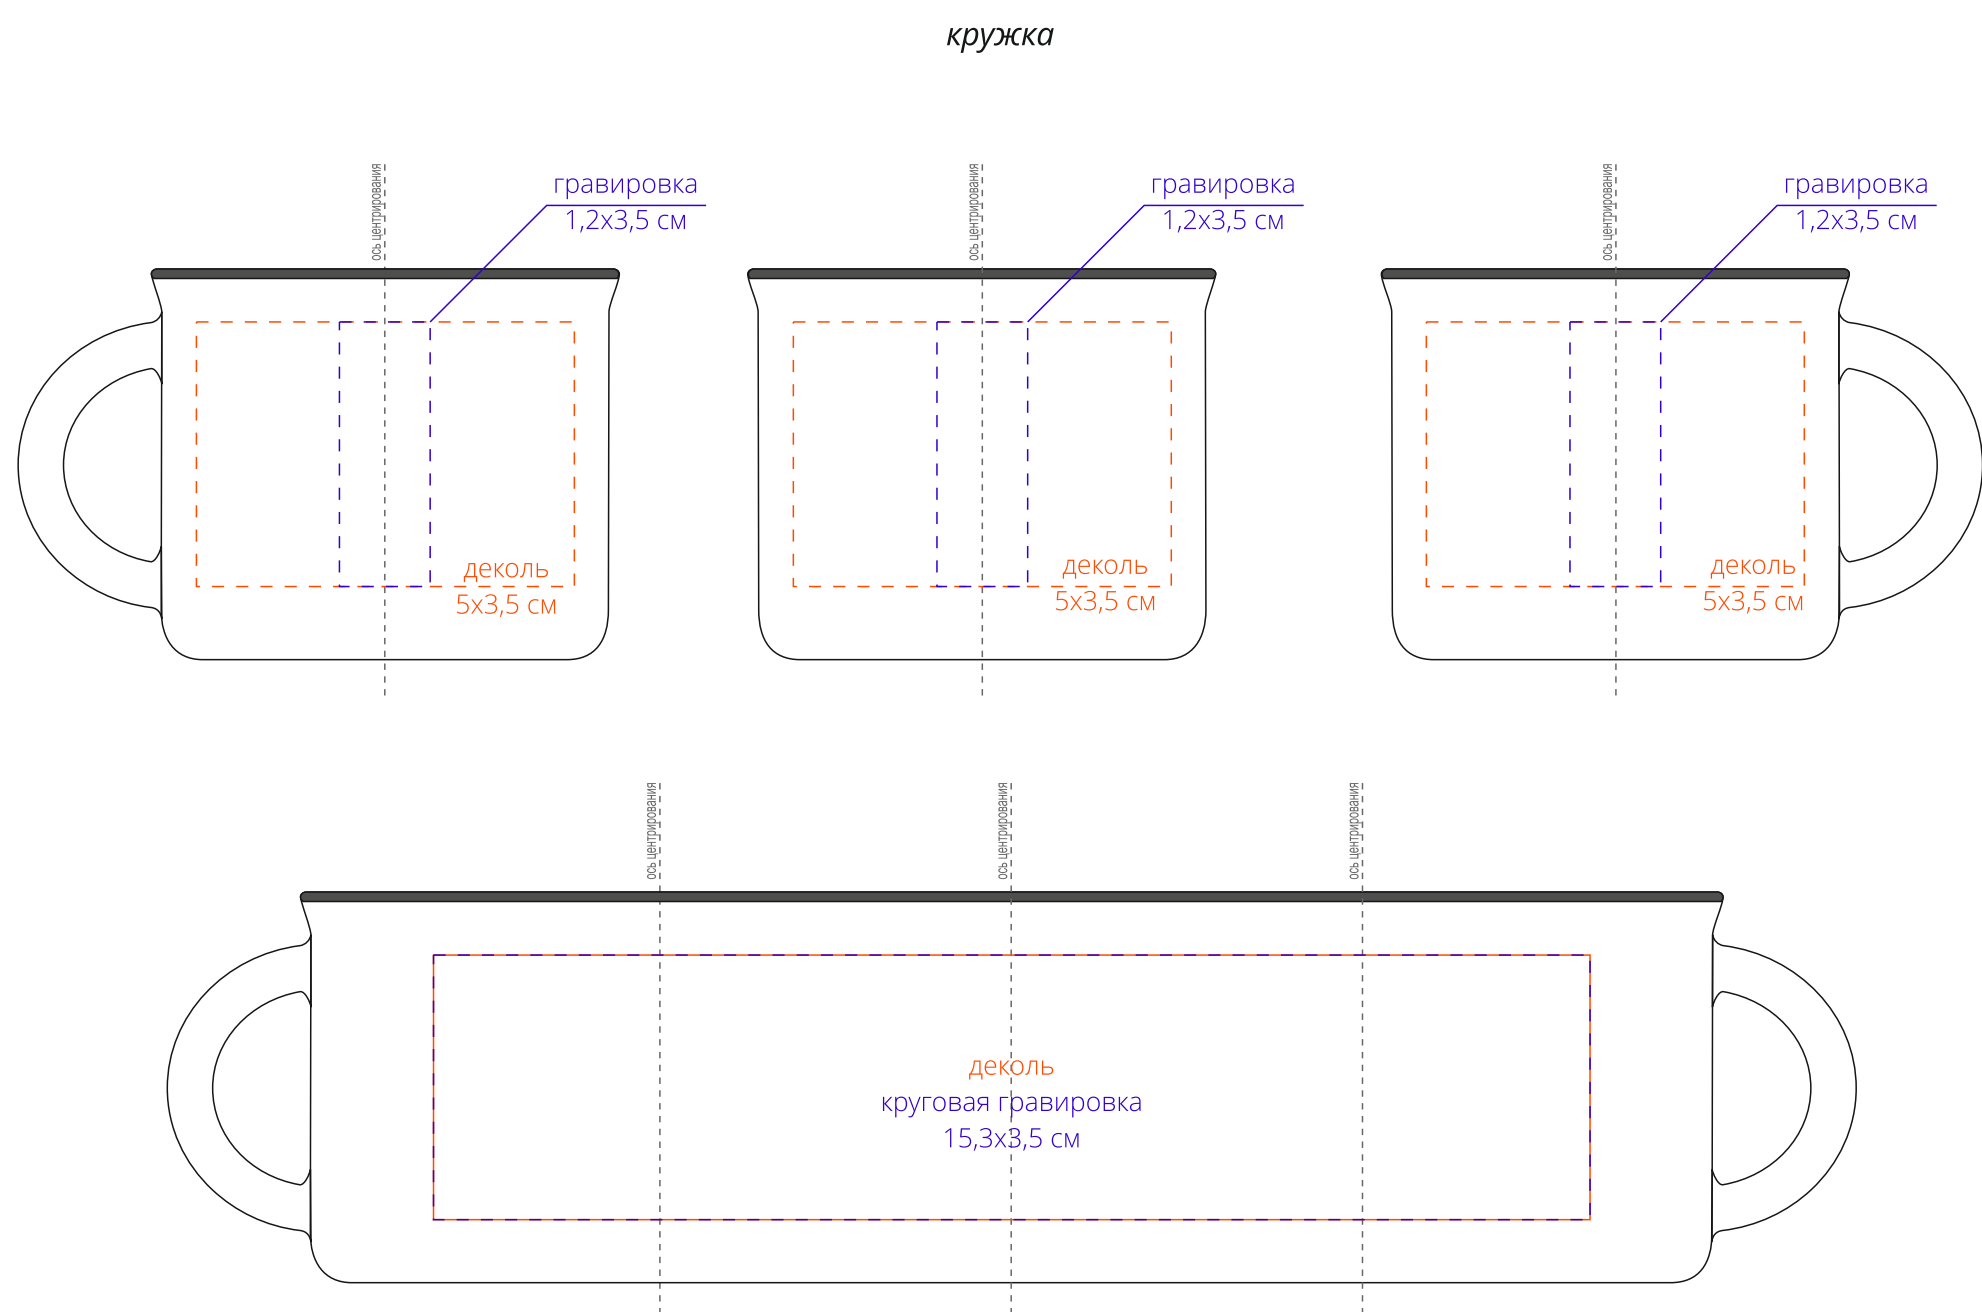 кружка
ось центрирования
гравировка
1,2х3,5 см
ось центрирования
гравировка
1,2х3,5 см
ось центрирования
гравировка
1,2х3,5 см
деколь
5х3,5 см
деколь
5х3,5 см
деколь
5х3,5 см
ось центрирования
ось центрирования
ось центрирования
деколь
круговая гравировка
15,3х3,5 см